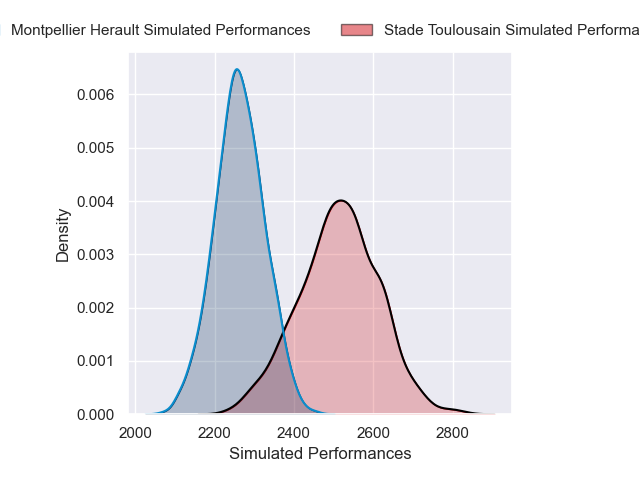 Montpellier Herault Simulated Performances Stade Toulousain Simulated Performa
0.006
0.005
0.004
0.003
0.002
0.001
0.000
Density
2000 2200 2400 2600 2800
Simulated Performances